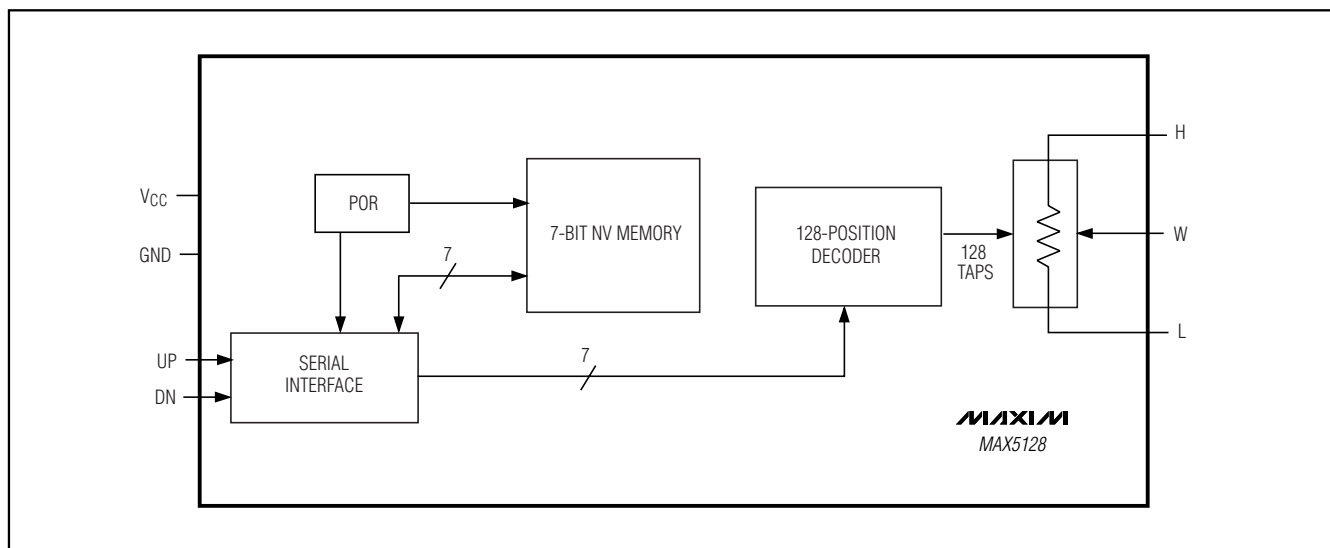 VCC
GND
UP
DN
POR
7-BIT NV MEMORY
7
SERIAL
INTERFACE
7
128-POSITION
DECODER
128
TAPS
H
W
L
MAXIM
MAX5128